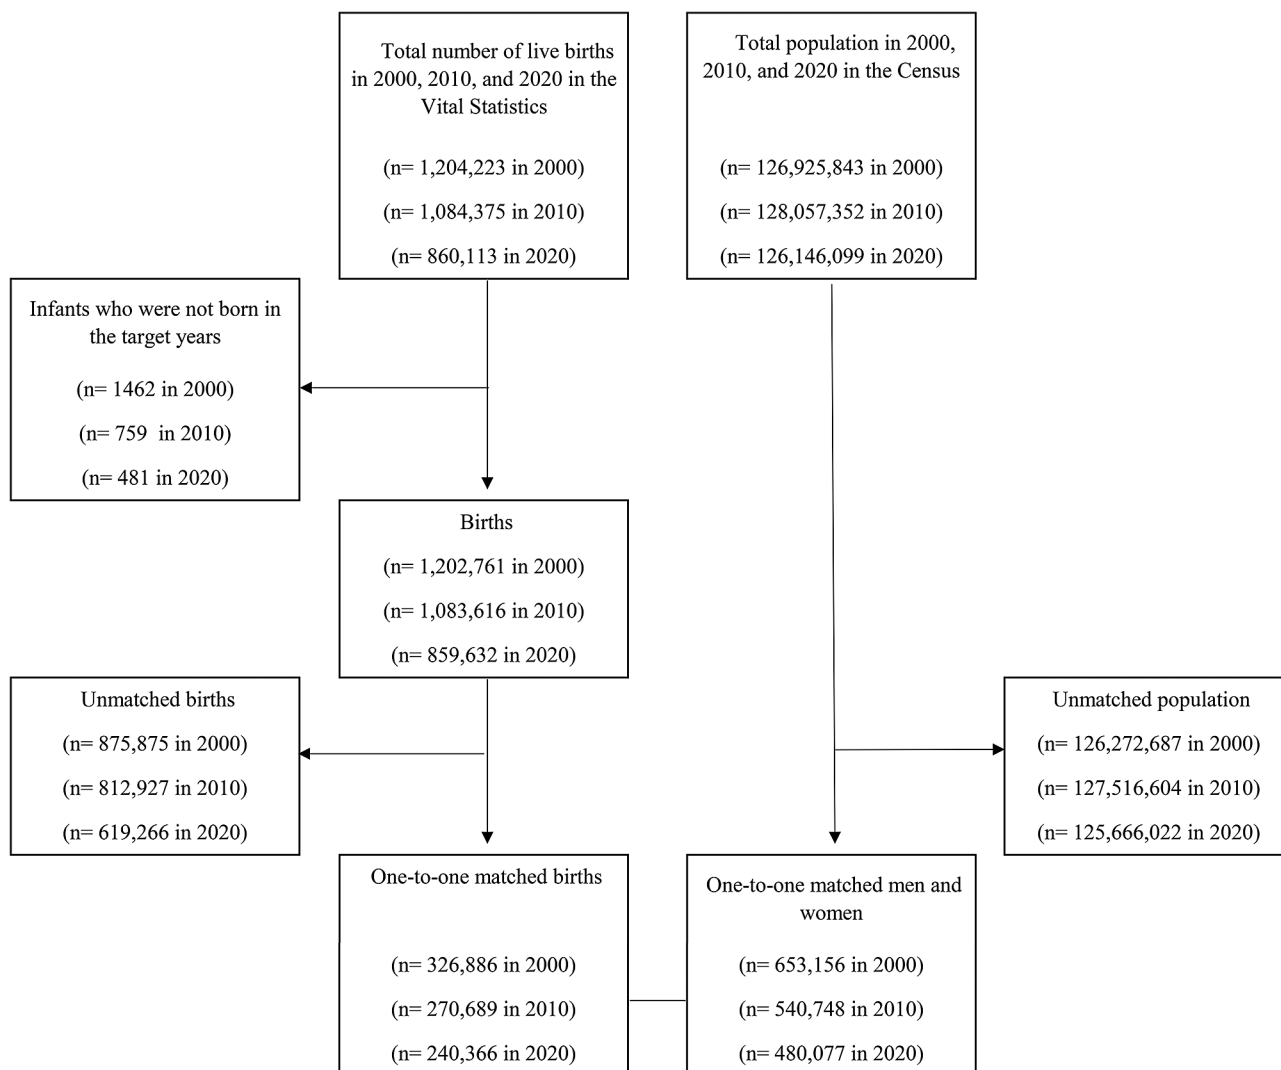 Total number of live births
in 2000, 2010, and 2020 in the
Vital Statistics
(n= 1,204,223 in 2000)
(n= 1,084,375 in 2010)
(n= 860,113 in 2020)
Total population in 2000,
2010, and 2020 in the Census
(n= 126,925,843 in 2000)
(n= 128,057,352 in 2010)
(n= 126,146,099 in 2020)
Infants who were not born in
the target years
(n= 1462 in 2000)
(n= 759  in 2010)
(n= 481 in 2020)
Births
(n= 1,202,761 in 2000)
(n= 1,083,616 in 2010)
(n= 859,632 in 2020)
Unmatched births
(n= 875,875 in 2000)
(n= 812,927 in 2010)
(n= 619,266 in 2020)
Unmatched population
(n= 126,272,687 in 2000)
(n= 127,516,604 in 2010)
(n= 125,666,022 in 2020)
One-to-one matched births
(n= 326,886 in 2000)
(n= 270,689 in 2010)
(n= 240,366 in 2020)
One-to-one matched men and
women
(n= 653,156 in 2000)
(n= 540,748 in 2010)
(n= 480,077 in 2020)